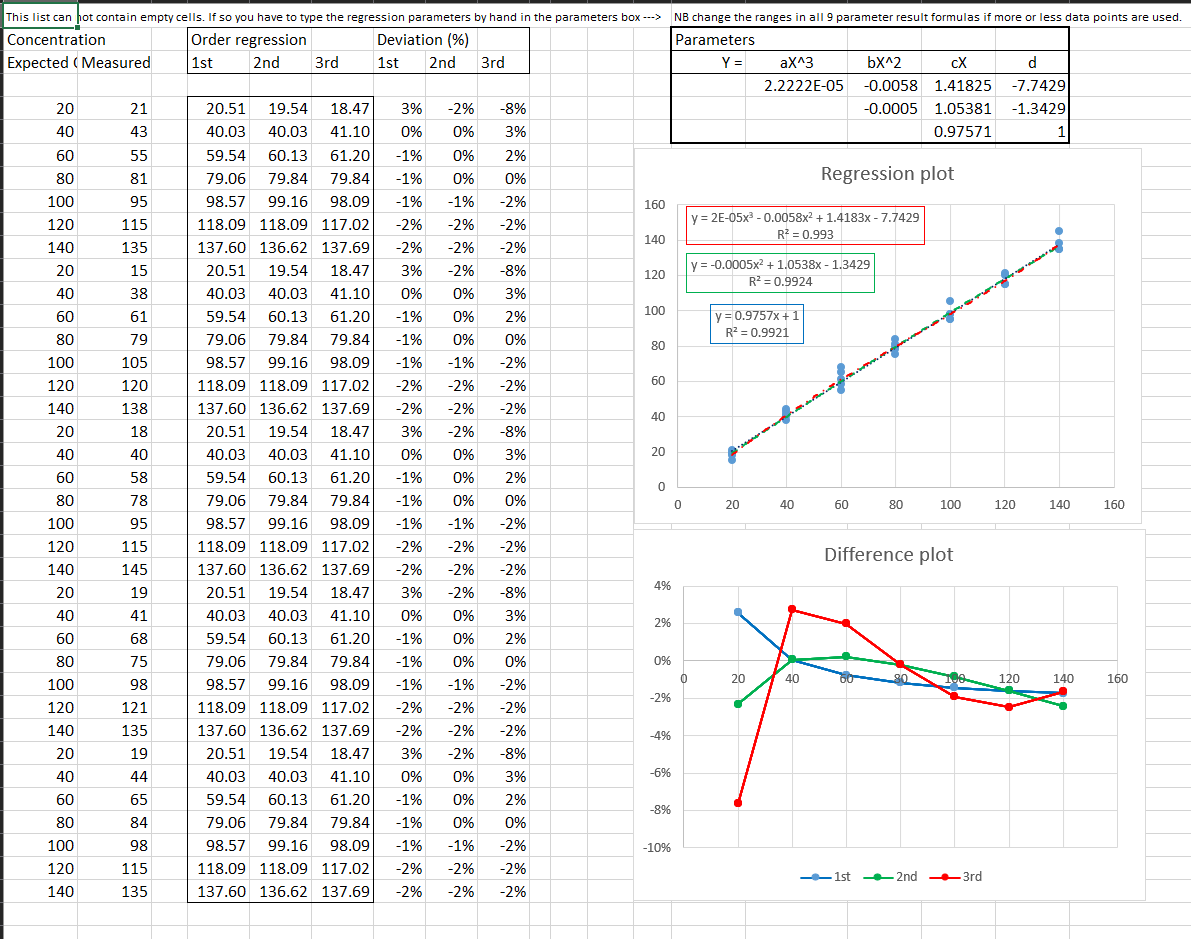 This list can not contain empty cells. If so you have to type the regression parameters by hand in the parameters box ---> NB change the ranges in all 9 parameter result formulas if more or less data points are used.
Concentration Order regression Deviation (%) Parameters
Expected ( Measured 1st 2nd 3rd 1st 2nd 3rd Y = aX^3 bX^2 cX d
2.2222E-05 -0.0058 1.41825 -7.7429
20 21 20.51 19.54 18.47 3% -2% -8% -0.0005 1.05381 -1.3429
40 43 40.03 40.03 41.10 0% 0% 3% 0.97571 1
60 55 59.54 60.13 61.20 -1% 0% 2%
80 81 79.06 79.84 79.84 -1% 0% 0%
100 95 98.57 99.16 98.09 -1% -1% -2%
120 115 118.09 118.09 117.02 -2% -2% -2%
140 135 137.60 136.62 137.69 -2% -2% -2%
20 15 20.51 19.54 18.47 3% -2% -8%
40 38 40.03 40.03 41.10 0% 0% 3%
60 61 59.54 60.13 61.20 -1% 0% 2%
80 79 79.06 79.84 79.84 -1% 0% 0%
100 105 98.57 99.16 98.09 -1% -1% -2%
120 120 118.09 118.09 117.02 -2% -2% -2%
140 138 137.60 136.62 137.69 -2% -2% -2%
20 18 20.51 19.54 18.47 3% -2% -8%
40 40 40.03 40.03 41.10 0% 0% 3%
60 58 59.54 60.13 61.20 -1% 0% 2%
80 78 79.06 79.84 79.84 -1% 0% 0%
100 95 98.57 99.16 98.09 -1% -1% -2%
120 115 118.09 118.09 117.02 -2% -2% -2%
140 145 137.60 136.62 137.69 -2% -2% -2%
20 19 20.51 19.54 18.47 3% -2% -8%
40 41 40.03 40.03 41.10 0% 0% 3%
60 68 59.54 60.13 61.20 -1% 0% 2%
80 75 79.06 79.84 79.84 -1% 0% 0%
100 98 98.57 99.16 98.09 -1% -1% -2%
120 121 118.09 118.09 117.02 -2% -2% -2%
140 135 137.60 136.62 137.69 -2% -2% -2%
20 19 20.51 19.54 18.47 3% -2% -8%
40 44 40.03 40.03 41.10 0% 0% 3%
60 65 59.54 60.13 61.20 -1% 0% 2%
80 84 79.06 79.84 79.84 -1% 0% 0%
100 98 98.57 99.16 98.09 -1% -1% -2%
120 115 118.09 118.09 117.02 -2% -2% -2%
140 135 137.60 136.62 137.69 -2% -2% -2%
Regression plot
160
140
120
100
80
60
40
20
0
y = 2E-05x³ - 0.0058x² + 1.4183x - 7.7429
R² = 0.993
y = -0.0005x² + 1.0538x - 1.3429
R² = 0.9924
y = 0.9757x + 1
R² = 0.9921
0 20 40 60 80 100 120 140 160
Difference plot
4%
2%
0%
-2%
-4%
-6%
-8%
-10%
0 20 40 60 80 100 120 140 160
1st 2nd 3rd